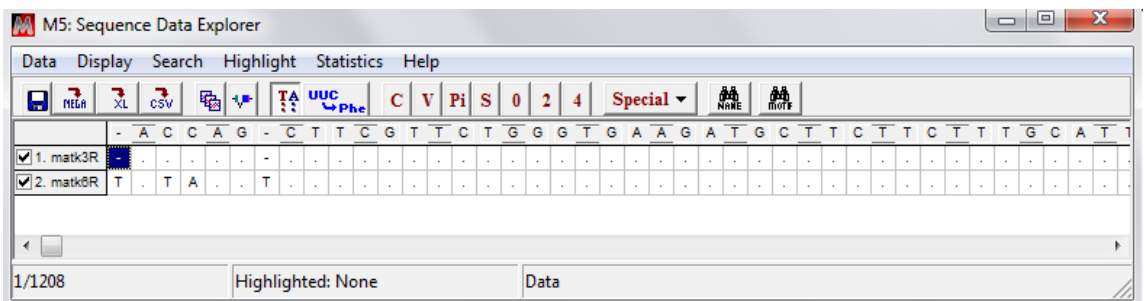 M5: Sequence Data Explorer
Data Display Search Highlight Statistics Help
MEGA XL CSV TA UUC Phe C V Pi S 0 2 4 Special NAME MOTIF
- A C C A G - C T T C G T T C T G G G T G A A G A T G C T T C T T C T T T G C A T T
1. matk3R - . . . . . - . . . . . . . . . . . . . . . . . . . . . . . . . . . . . . . . .
2. matk6R T . T A . . T . . . . . . . . . . . . . . . . . . . . . . . . . . . . . . . . .
1/1208 Highlighted: None Data